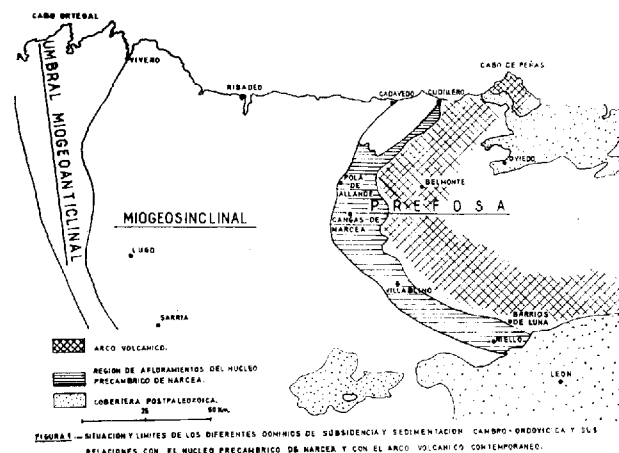 CABO ORTEGAL
VIVERO
RIBADEO
CADAVEDO
CUDILLERO
CABO DE PEÑAS
OVIEDO
UMBRAL MIOGEOANTICLINAL
POLA
DE
ALLANDE
BELMONTE
PREFOSA
MIOGEOSINCLINAL
CANGAS DE
NARCEA
LUGO
VILLABLINO
SARRIA
BARRIOS
DE LUNA
RIELLO
LEON
ARCO VOLCANICO.
REGION DE AFLORAMIENTOS DEL NUCLEO
PRECAMBRICO DE NARCEA.
COBERTERA POSTPALEOZOICA.
25 50 Km.
FIGURA 1.— SITUACION Y LIMITES DE LOS DIFERENTES DOMINIOS DE SUBSIDENCIA Y SEDIMENTACION CAMBRO-ORDOVICICA Y SUS
RELACIONES CON EL NUCLEO PRECAMBRICO DE NARCEA Y CON EL ARCO VOLCANICO CONTEMPORANEO.